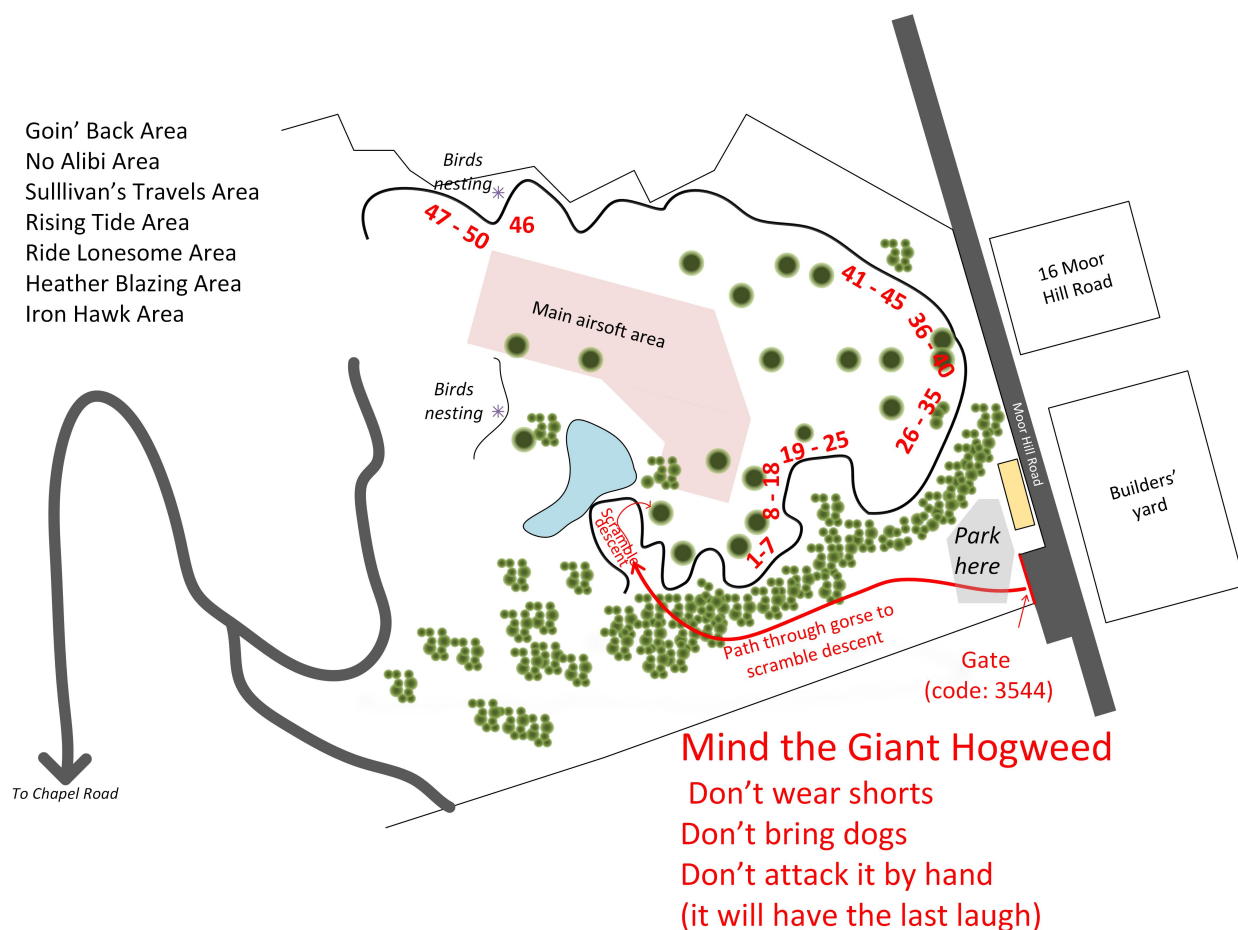 Goin' Back Area
No Alibi Area
Sulllivan's Travels Area
Rising Tide Area
Ride Lonesome Area
Heather Blazing Area
Iron Hawk Area
Birds
nesting
47 - 50
46
41 - 45
36 - 40
26 - 35
19 - 25
8 - 18
1-7
Main airsoft area
Birds
nesting
16 Moor
Hill Road
Moor Hill Road
Builders'
yard
Park
here
Scramble
descent
Path through gorse to
scramble descent
Gate
(code: 3544)
To Chapel Road
Mind the Giant Hogweed
Don't wear shorts
Don't bring dogs
Don't attack it by hand
(it will have the last laugh)